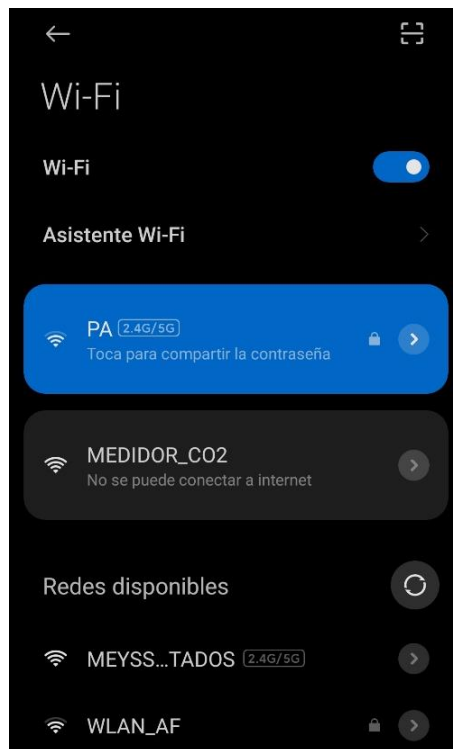 Wi-Fi
Wi-Fi
Asistente Wi-Fi
PA 2.4G/5G
Toca para compartir la contraseña
MEDIDOR_CO2
No se puede conectar a internet
Redes disponibles
MEYSS...TADOS 2.4G/5G
WLAN_AF